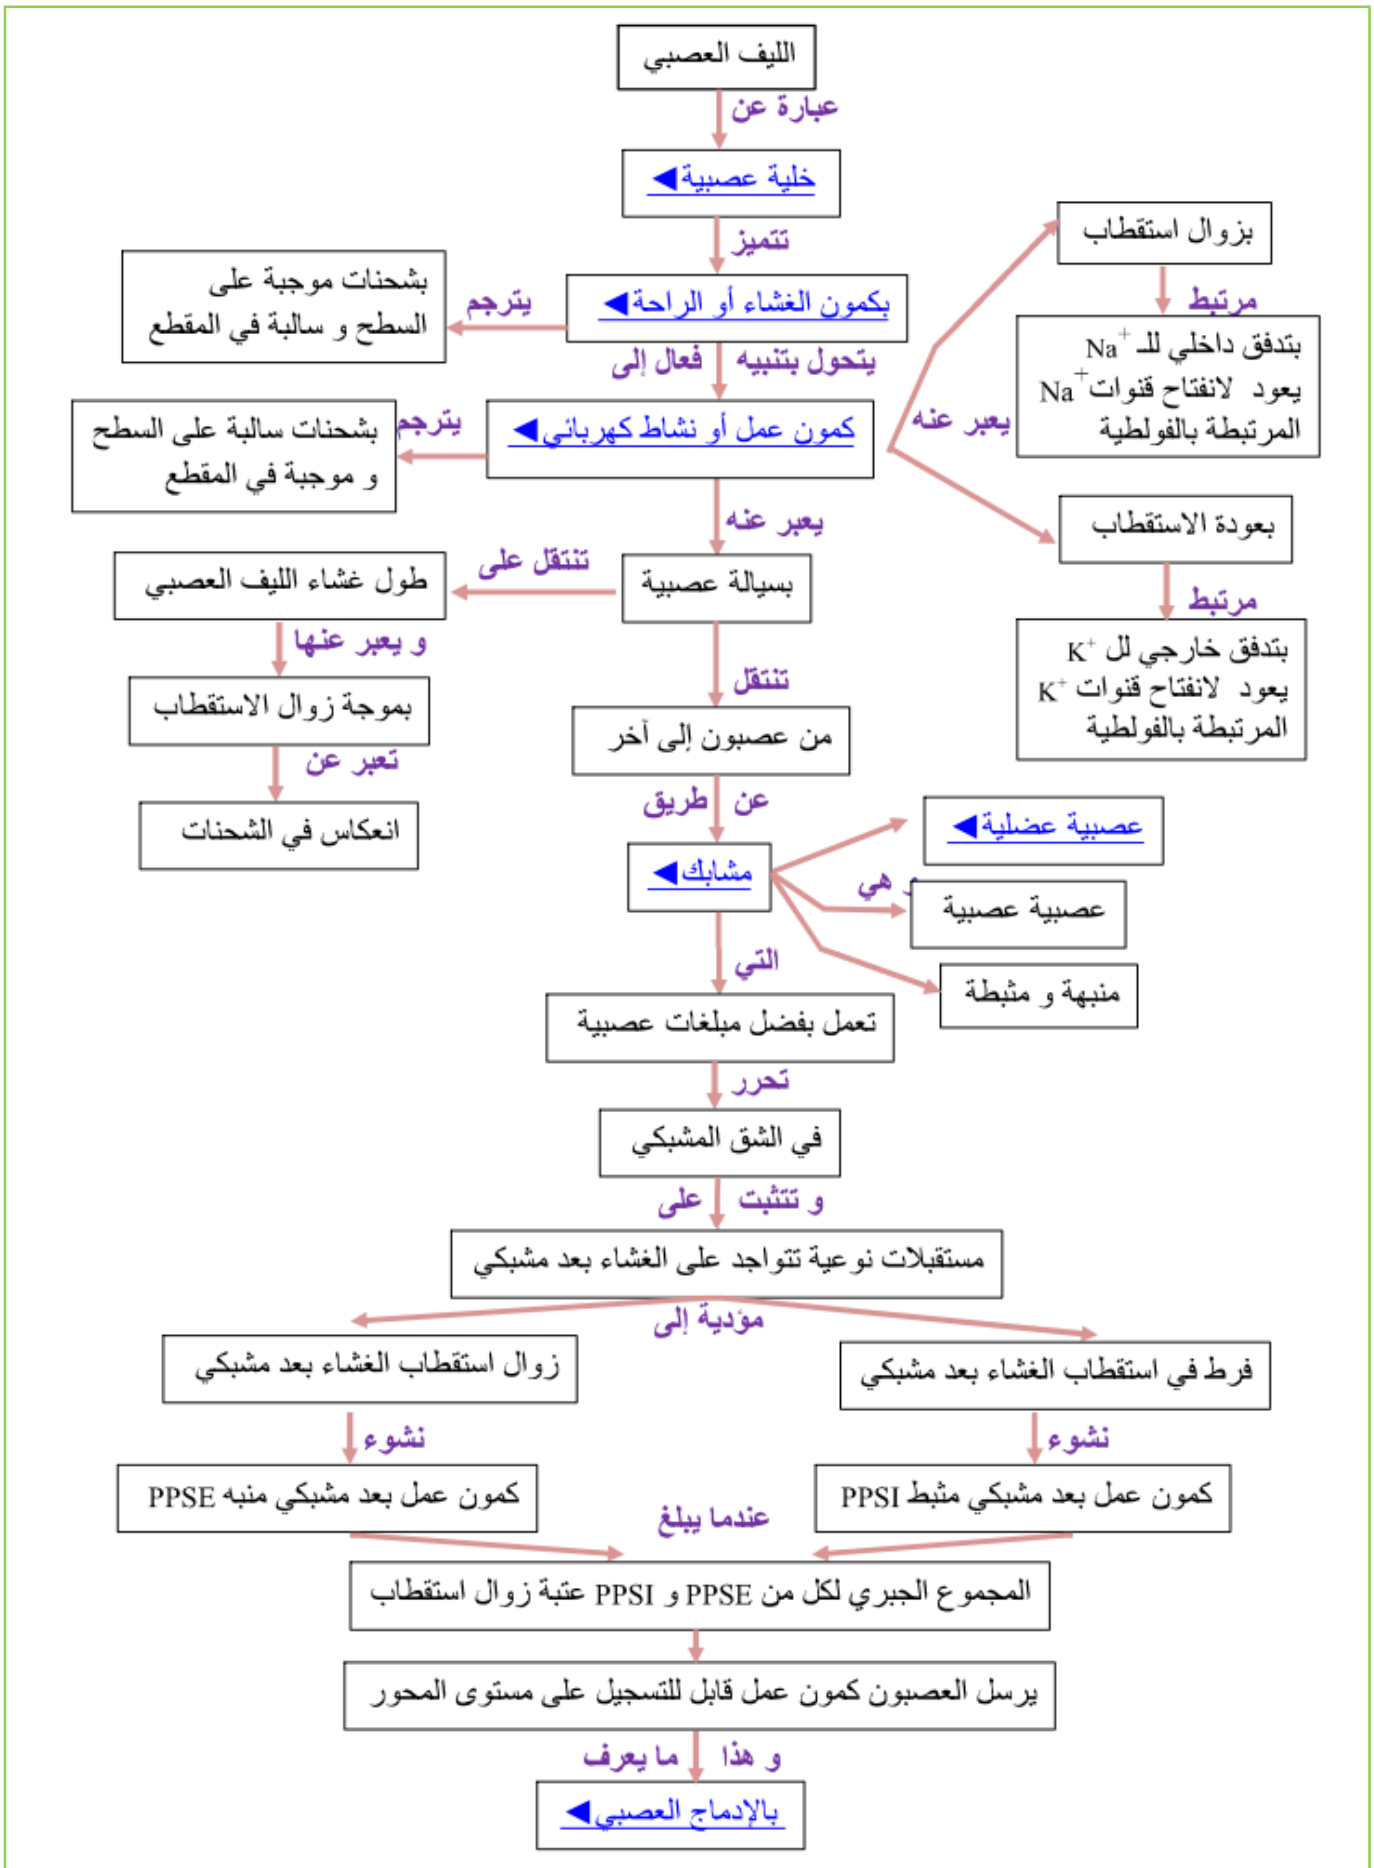 الليف العصبي
عبارة عن
خلية عصبية◄
تتميز
بكمون الغشاء أو الراحة◄
يترجم
بشحنات موجبة على
السطح و سالبة في المقطع
يتحول بتنبيه فعال إلى
كمون عمل أو نشاط كهربائي◄
يترجم
بشحنات سالبة على السطح
و موجبة في المقطع
يعبر عنه
بزوال استقطاب
مرتبط
بتدفق داخلي للـ Na+
يعود لانفتاح قنوات Na+
المرتبطة بالفولطية
بعودة الاستقطاب
مرتبط
بتدفق خارجي لل K+
يعود لانفتاح قنوات K+
المرتبطة بالفولطية
يعبر عنه
بسيالة عصبية
تنتقل على
طول غشاء الليف العصبي
و يعبر عنها
بموجة زوال الاستقطاب
تعبر عن
انعكاس في الشحنات
تنتقل
من عصبون إلى آخر
عن طريق
مشابك◄
و هي
عصبية عضلية◄
عصبية عصبية
منبهة و مثبطة
التي
تعمل بفضل مبلغات عصبية
تحرر
في الشق المشبكي
و تتثبت على
مستقبلات نوعية تتواجد على الغشاء بعد مشبكي
مؤدية إلى
فرط في استقطاب الغشاء بعد مشبكي
نشوء
كمون عمل بعد مشبكي مثبط PPSI
زوال استقطاب الغشاء بعد مشبكي
نشوء
كمون عمل بعد مشبكي منبه PPSE
عندما يبلغ
المجموع الجبري لكل من PPSE و PPSI عتبة زوال استقطاب
يرسل العصبون كمون عمل قابل للتسجيل على مستوى المحور
و هذا ما يعرف
بالإدماج العصبي◄